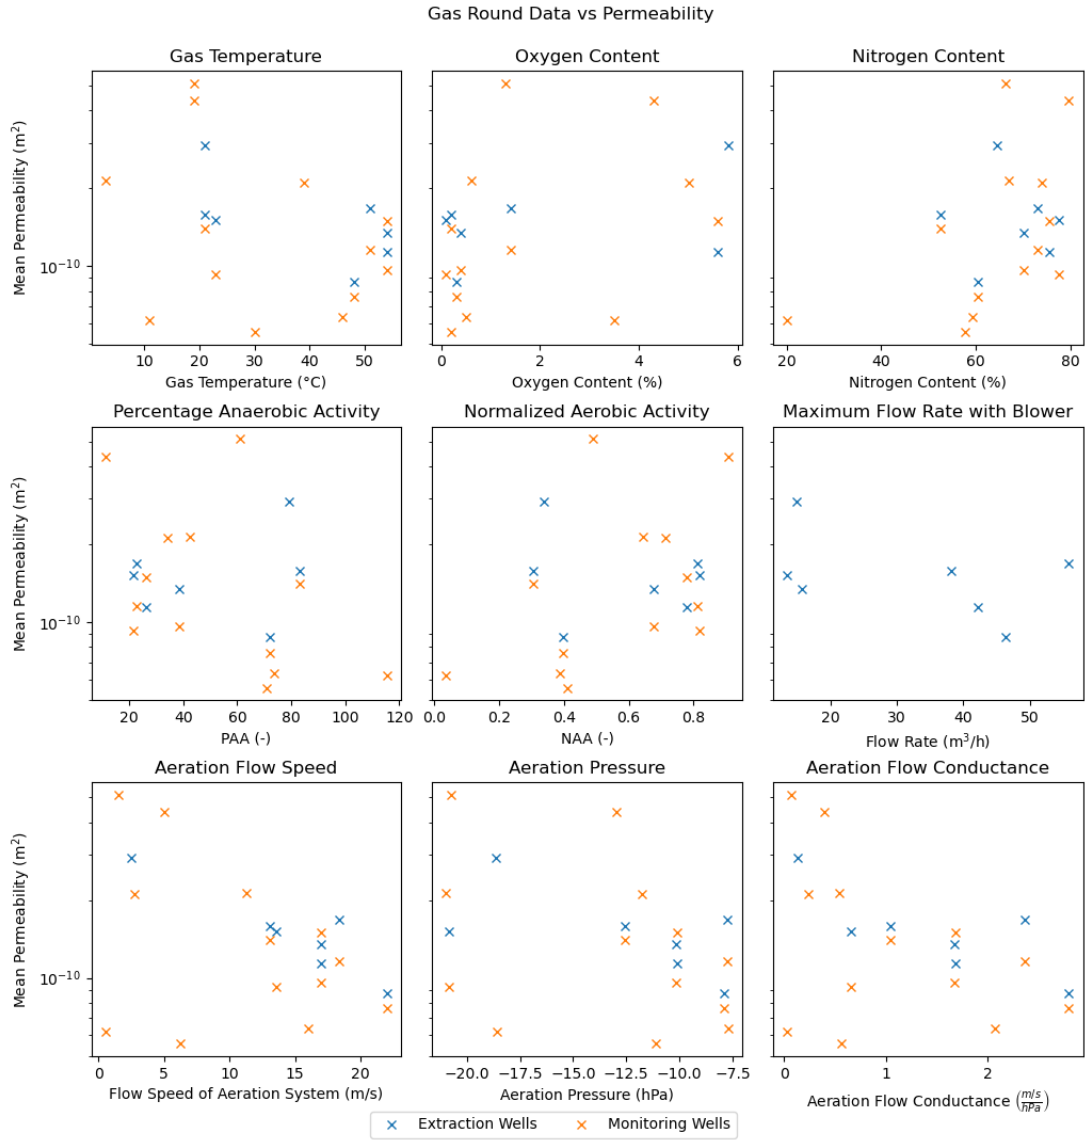 Gas Round Data vs Permeability
Gas Temperature
Oxygen Content
Nitrogen Content
Mean Permeability (m²)
10⁻¹⁰
10 20 30 40 50
0 2 4 6
20 40 60 80
Gas Temperature (°C)
Oxygen Content (%)
Nitrogen Content (%)
Percentage Anaerobic Activity
Normalized Aerobic Activity
Maximum Flow Rate with Blower
Mean Permeability (m²)
10⁻¹⁰
20 40 60 80 100 120
0.0 0.2 0.4 0.6 0.8
20 30 40 50
PAA (-)
NAA (-)
Flow Rate (m³/h)
Aeration Flow Speed
Aeration Pressure
Aeration Flow Conductance
Mean Permeability (m²)
10⁻¹⁰
0 5 10 15 20
−20.0 −17.5 −15.0 −12.5 −10.0 −7.5
0 1 2
Flow Speed of Aeration System (m/s)
Aeration Pressure (hPa)
Aeration Flow Conductance (m/s / hPa)
Extraction Wells
Monitoring Wells